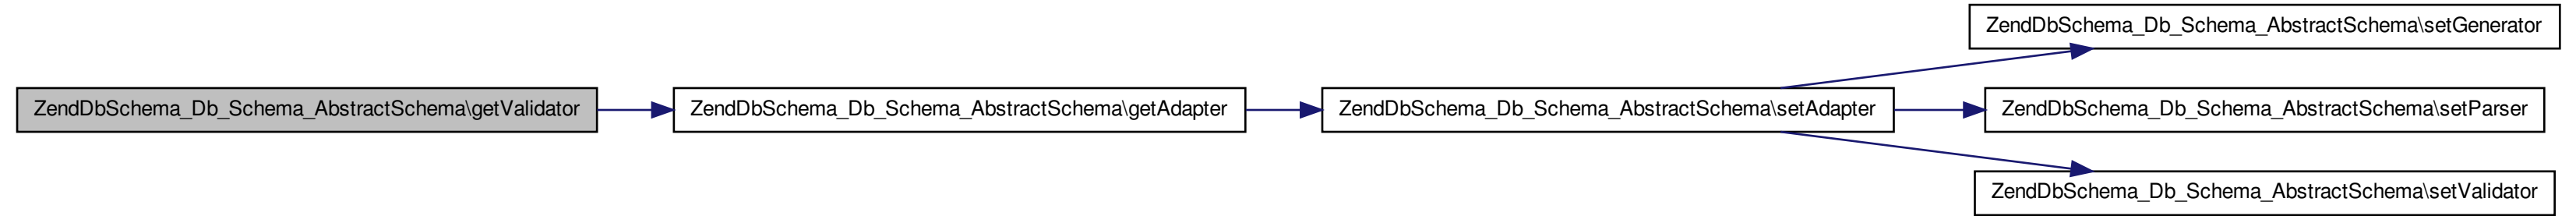 ZendDbSchema_Db_Schema_AbstractSchema\getValidator
ZendDbSchema_Db_Schema_AbstractSchema\getAdapter
ZendDbSchema_Db_Schema_AbstractSchema\setAdapter
ZendDbSchema_Db_Schema_AbstractSchema\setGenerator
ZendDbSchema_Db_Schema_AbstractSchema\setParser
ZendDbSchema_Db_Schema_AbstractSchema\setValidator